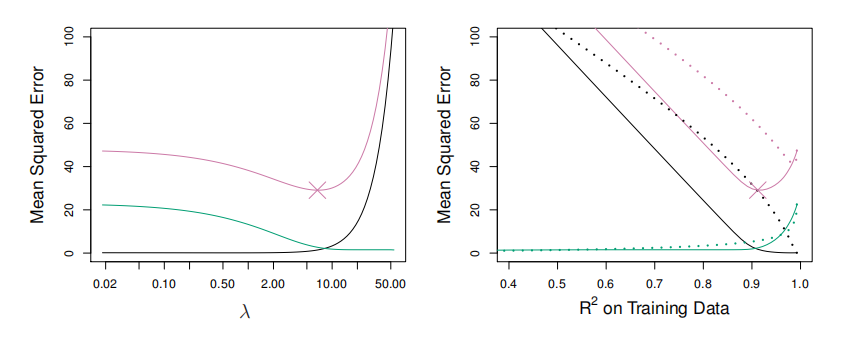 Mean Squared Error
0 20 40 60 80 100
0.02 0.10 0.50 2.00 10.00 50.00
λ
Mean Squared Error
0 20 40 60 80 100
0.4 0.5 0.6 0.7 0.8 0.9 1.0
R² on Training Data